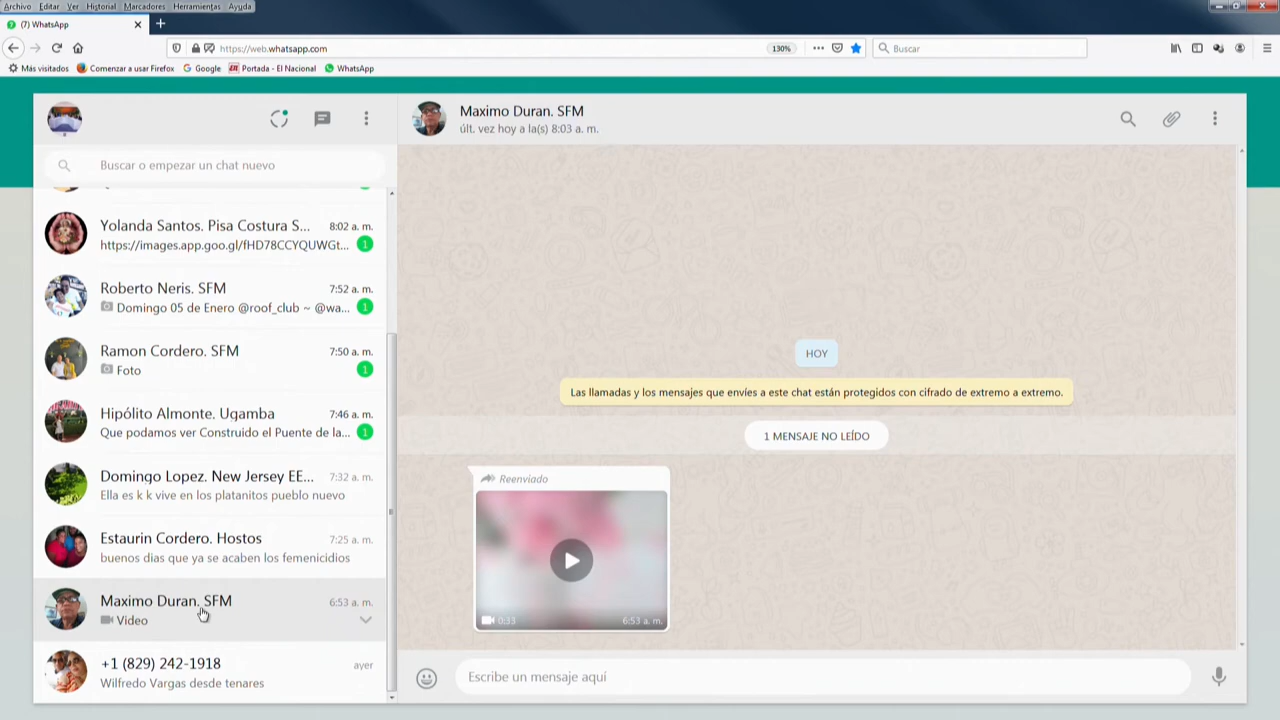 Archivo Editar Ver Historial Marcadores Herramientas Ayuda
(7) WhatsApp
https://web.whatsapp.com
130%
Buscar
Más visitados Comenzar a usar Firefox Google Portada - El Nacional WhatsApp
Maximo Duran. SFM
últ. vez hoy a la(s) 8:03 a. m.
Buscar o empezar un chat nuevo
Yolanda Santos. Pisa Costura S... 8:02 a. m.
https://images.app.goo.gl/fHD78CCYQUWGt... 1
Roberto Neris. SFM 7:52 a. m.
Domingo 05 de Enero @roof_club ~ @wa... 1
Ramon Cordero. SFM 7:50 a. m.
Foto 1
Hipólito Almonte. Ugamba 7:46 a. m.
Que podamos ver Construido el Puente de la... 1
Domingo Lopez. New Jersey EE... 7:32 a. m.
Ella es k k vive en los platanitos pueblo nuevo
Estaurin Cordero. Hostos 7:25 a. m.
buenos dias que ya se acaben los femenicidios
Maximo Duran. SFM 6:53 a. m.
Video
+1 (829) 242-1918 ayer
Wilfredo Vargas desde tenares
HOY
Las llamadas y los mensajes que envíes a este chat están protegidos con cifrado de extremo a extremo.
1 MENSAJE NO LEÍDO
Reenviado
0:33 6:53 a. m.
Escribe un mensaje aquí